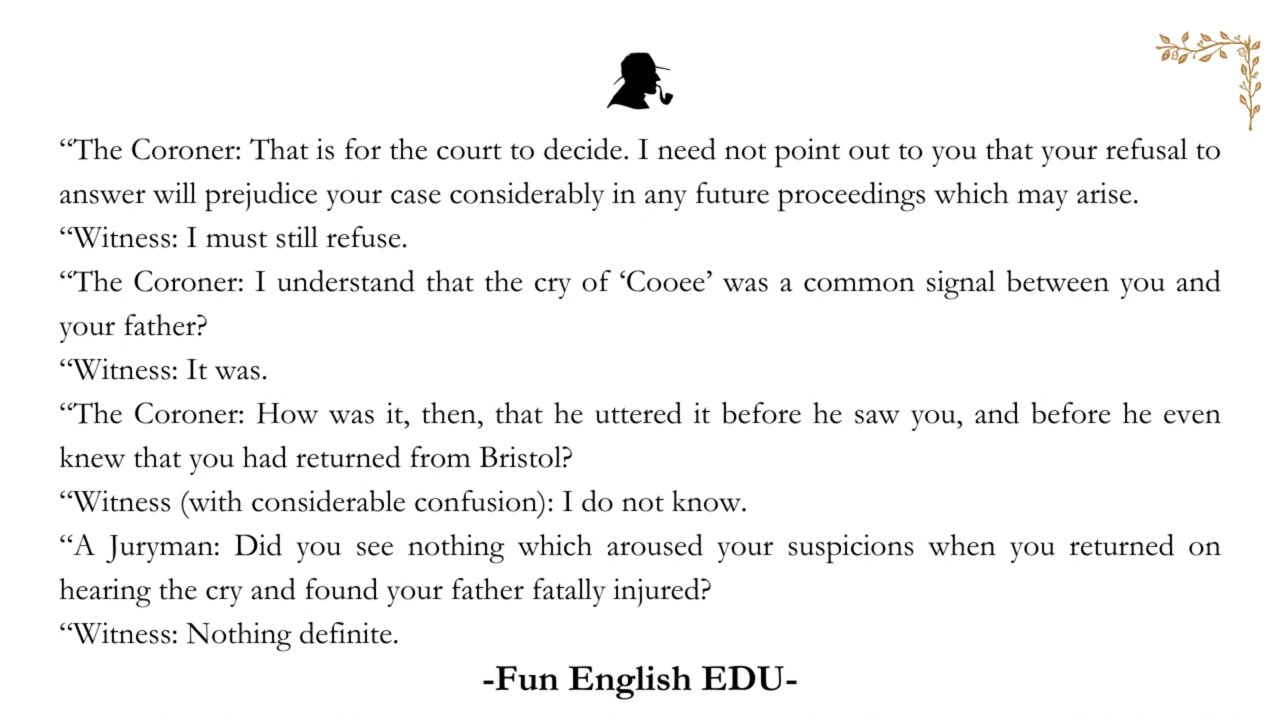 “The Coroner: That is for the court to decide. I need not point out to you that your refusal to
answer will prejudice your case considerably in any future proceedings which may arise.
“Witness: I must still refuse.
“The Coroner: I understand that the cry of ‘Cooee’ was a common signal between you and
your father?
“Witness: It was.
“The Coroner: How was it, then, that he uttered it before he saw you, and before he even
knew that you had returned from Bristol?
“Witness (with considerable confusion): I do not know.
“A Juryman: Did you see nothing which aroused your suspicions when you returned on
hearing the cry and found your father fatally injured?
“Witness: Nothing definite.
-Fun English EDU-